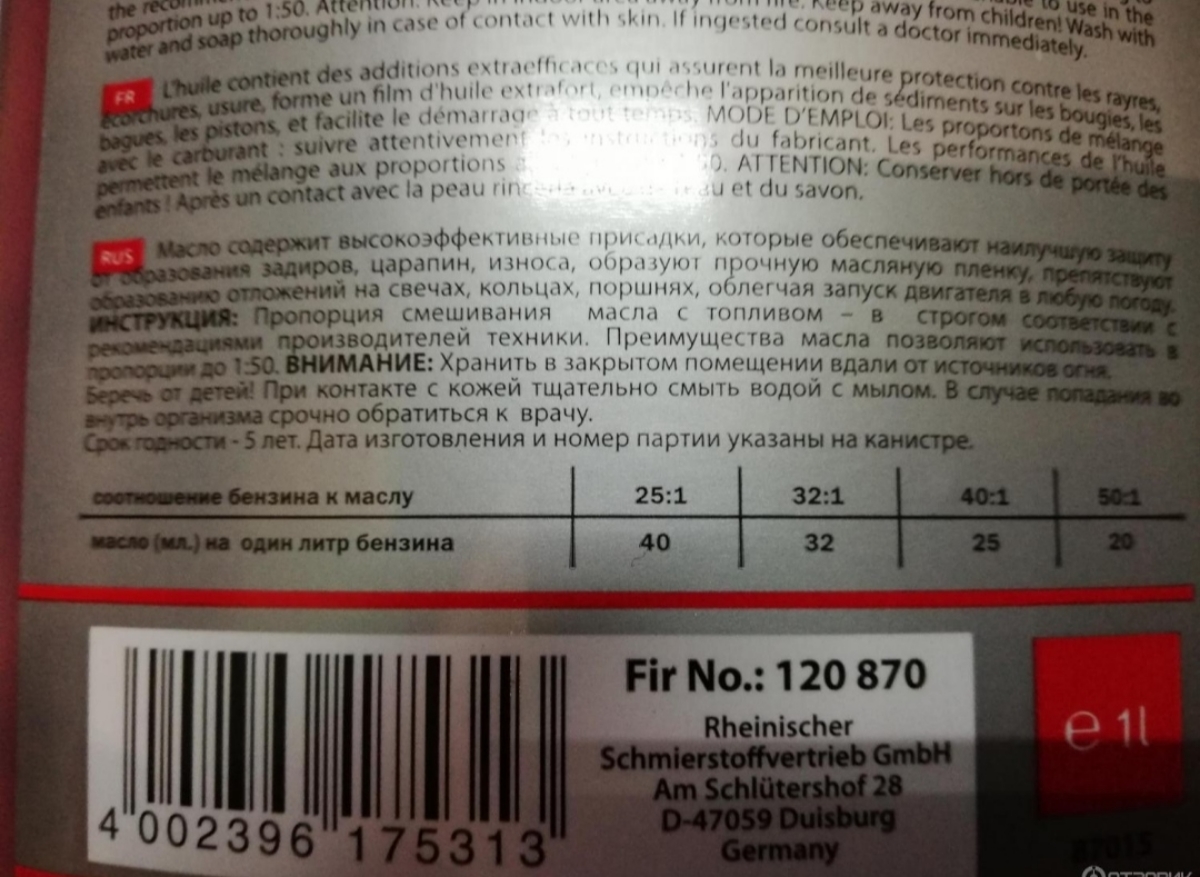 the
proportion up to 1:50. Attention: Keep in indoor area away from fire. Keep away from children! Wash with
water and soap thoroughly in case of contact with skin. If ingested consult a doctor immediately.
to use in the
FR L'huile contient des additions extraefficaces qui assurent la meilleure protection contre les rayres,
écorchures, usure, forme un film d'huile extrafort, empêche l'apparition de sédiments sur les bougies, les
bagues, les pistons, et facilite le démarrage à tout temps. MODE D'EMPLOI: Les proportons de mélange
avec le carburant : suivre attentivement les instructions du fabricant. Les performances de l'huile
permettent le mélange aux proportions :50. ATTENTION: Conserver hors de portée des
enfants ! Après un contact avec la peau et du savon.
RUS Масло содержит высокоэффективные присадки, которые обеспечивают наилучшую защиту
от образования задиров, царапин, износа, образуют прочную масляную пленку, препятствуют
образованию отложений на свечах, кольцах, поршнях, облегчая запуск двигателя в любую погоду.
ИНСТРУКЦИЯ: Пропорция смешивания масла с топливом – в строгом соответствии с
рекомендациями производителей техники. Преимущества масла позволяют использовать в
пропорции до 1:50. ВНИМАНИЕ: Хранить в закрытом помещении вдали от источников огня.
Беречь от детей! При контакте с кожей тщательно смыть водой с мылом. В случае попадания во
внутрь организма срочно обратиться к врачу.
Срок годности - 5 лет. Дата изготовления и номер партии указаны на канистре.
соотношение бензина к маслу 25:1 32:1 40:1 50:1
масло (мл.) на один литр бензина 40 32 25 20
Fir No.: 120 870
Rheinischer
Schmierstoffvertrieb GmbH
Am Schlütershof 28
D-47059 Duisburg
Germany
e 1l
4 002396 175313
87015